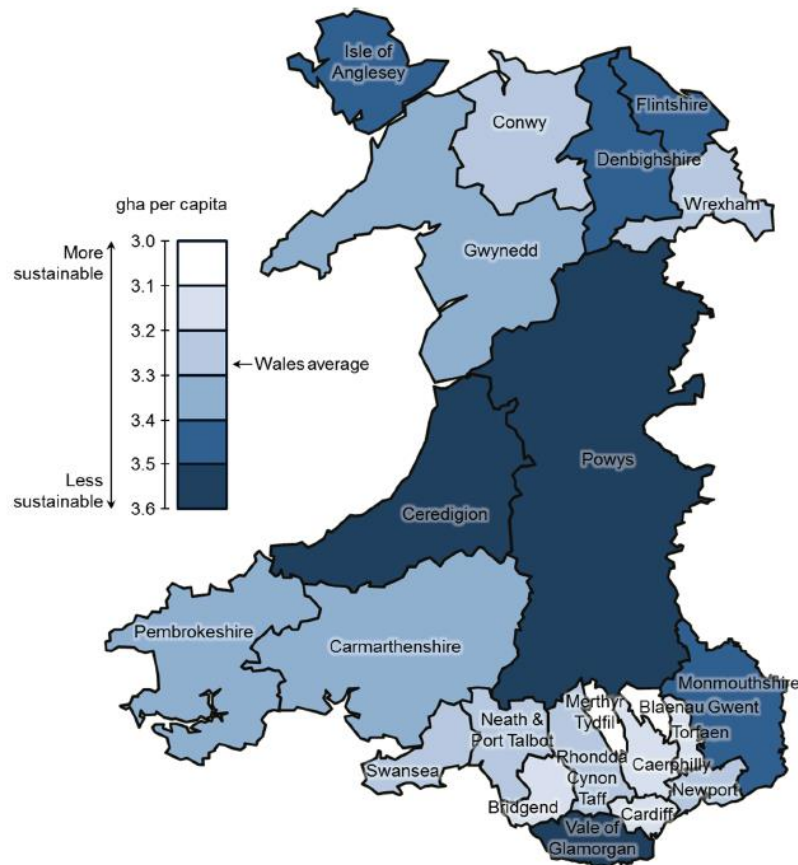 Isle of
Anglesey
Flintshire
Conwy
Denbighshire
Wrexham
gha per capita
More
sustainable
3.0
3.1
3.2
3.3
3.4
3.5
3.6
Wales average
Less
sustainable
Gwynedd
Powys
Ceredigion
Pembrokeshire
Carmarthenshire
Monmouthshire
Merthyr
Tydfil
Blaenau Gwent
Torfaen
Neath &
Port Talbot
Rhondda
Cynon
Taff
Caerphilly
Swansea
Newport
Bridgend
Cardiff
Vale of
Glamorgan